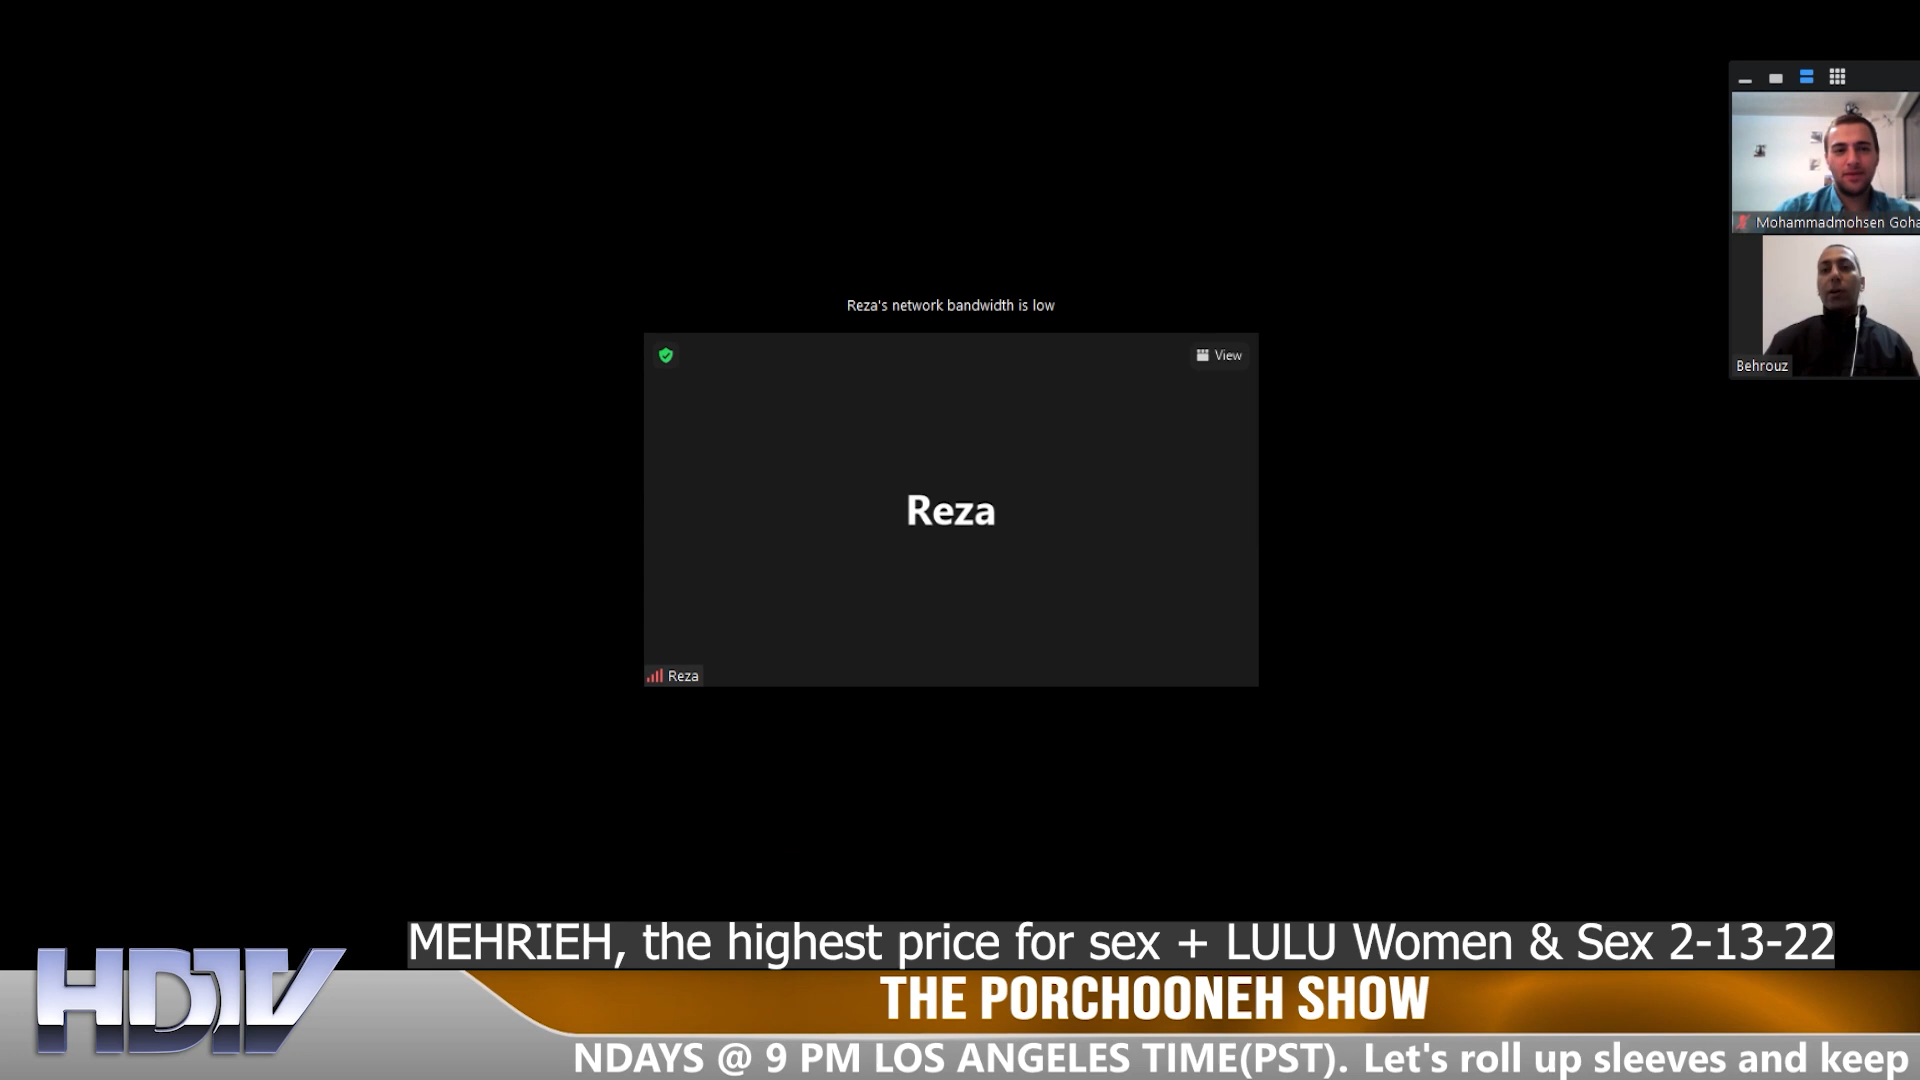 Mohammadmohsen Goha
Behrouz
Reza's network bandwidth is low
View
Reza
Reza
MEHRIEH, the highest price for sex + LULU Women & Sex 2-13-22
HDTV
THE PORCHOONEH SHOW
NDAYS @ 9 PM LOS ANGELES TIME(PST). Let's roll up sleeves and keep